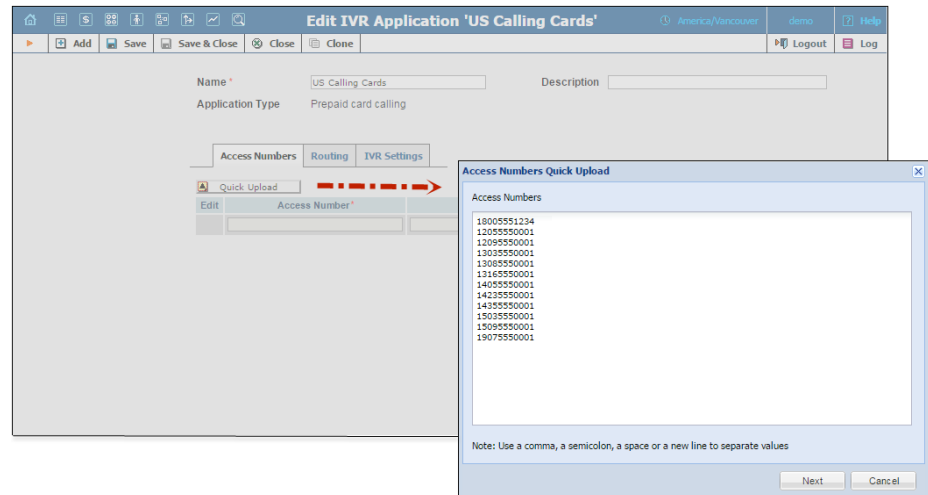 Edit IVR Application 'US Calling Cards'
America/Vancouver
demo
Help
Add
Save
Save & Close
Close
Clone
Logout
Log
Name *
US Calling Cards
Description
Application Type
Prepaid card calling
Access Numbers
Routing
IVR Settings
Quick Upload
Edit
Access Number*
Access Numbers Quick Upload
Access Numbers
18005551234
12055550001
12095550001
13035550001
13085550001
13165550001
14055550001
14235550001
14355550001
15035550001
15095550001
19075550001
Note: Use a comma, a semicolon, a space or a new line to separate values
Next
Cancel